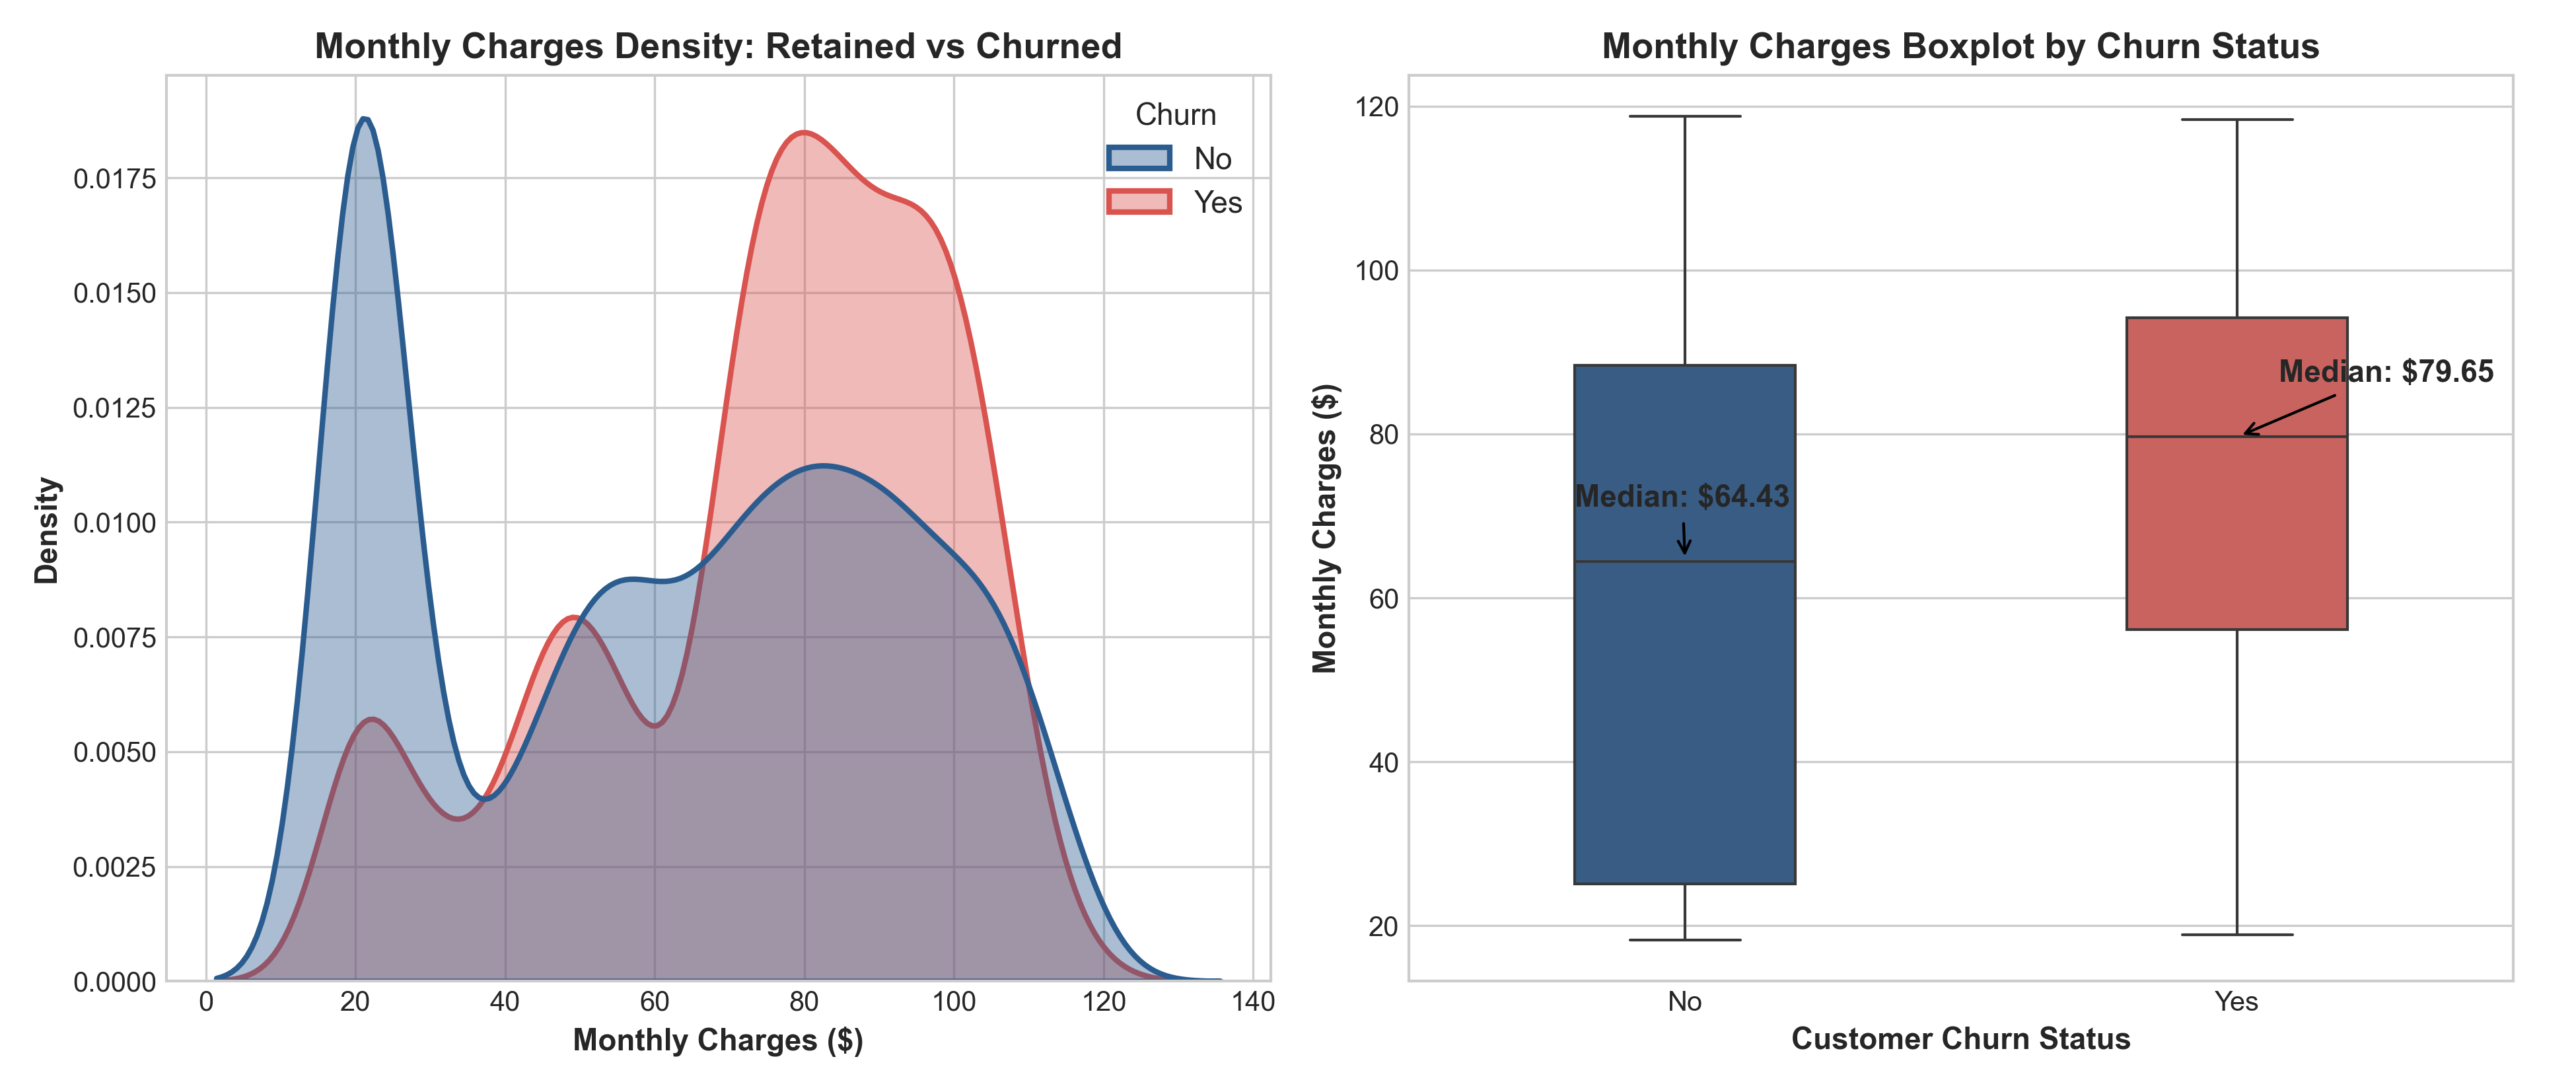 Monthly Charges Density: Retained vs Churned
Churn
No
Yes
0.0175
0.0150
0.0125
0.0100
0.0075
0.0050
0.0025
0.0000
Density
0 20 40 60 80 100 120 140
Monthly Charges ($)
Monthly Charges Boxplot by Churn Status
120
100
80
60
40
20
Monthly Charges ($)
Median: $79.65
Median: $64.43
No Yes
Customer Churn Status